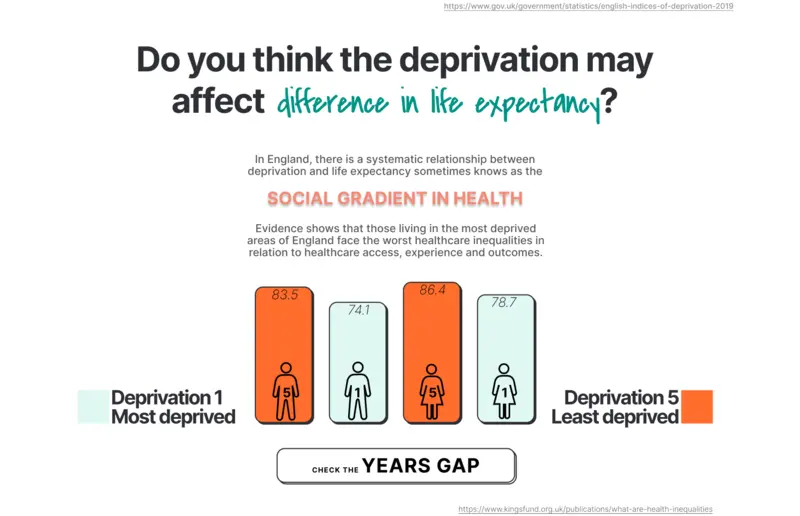 https://www.gov.uk/government/statistics/english-indices-of-deprivation-2019
Do you think the deprivation may
affect difference in life expectancy?
In England, there is a systematic relationship between
deprivation and life expectancy sometimes knows as the
SOCIAL GRADIENT IN HEALTH
Evidence shows that those living in the most deprived
areas of England face the worst healthcare inequalities in
relation to healthcare access, experience and outcomes.
83.5
74.1
86.4
78.7
5
1
5
1
Deprivation 1
Most deprived
Deprivation 5
Least deprived
CHECK THE YEARS GAP
https://www.kingsfund.org.uk/publications/what-are-health-inequalities